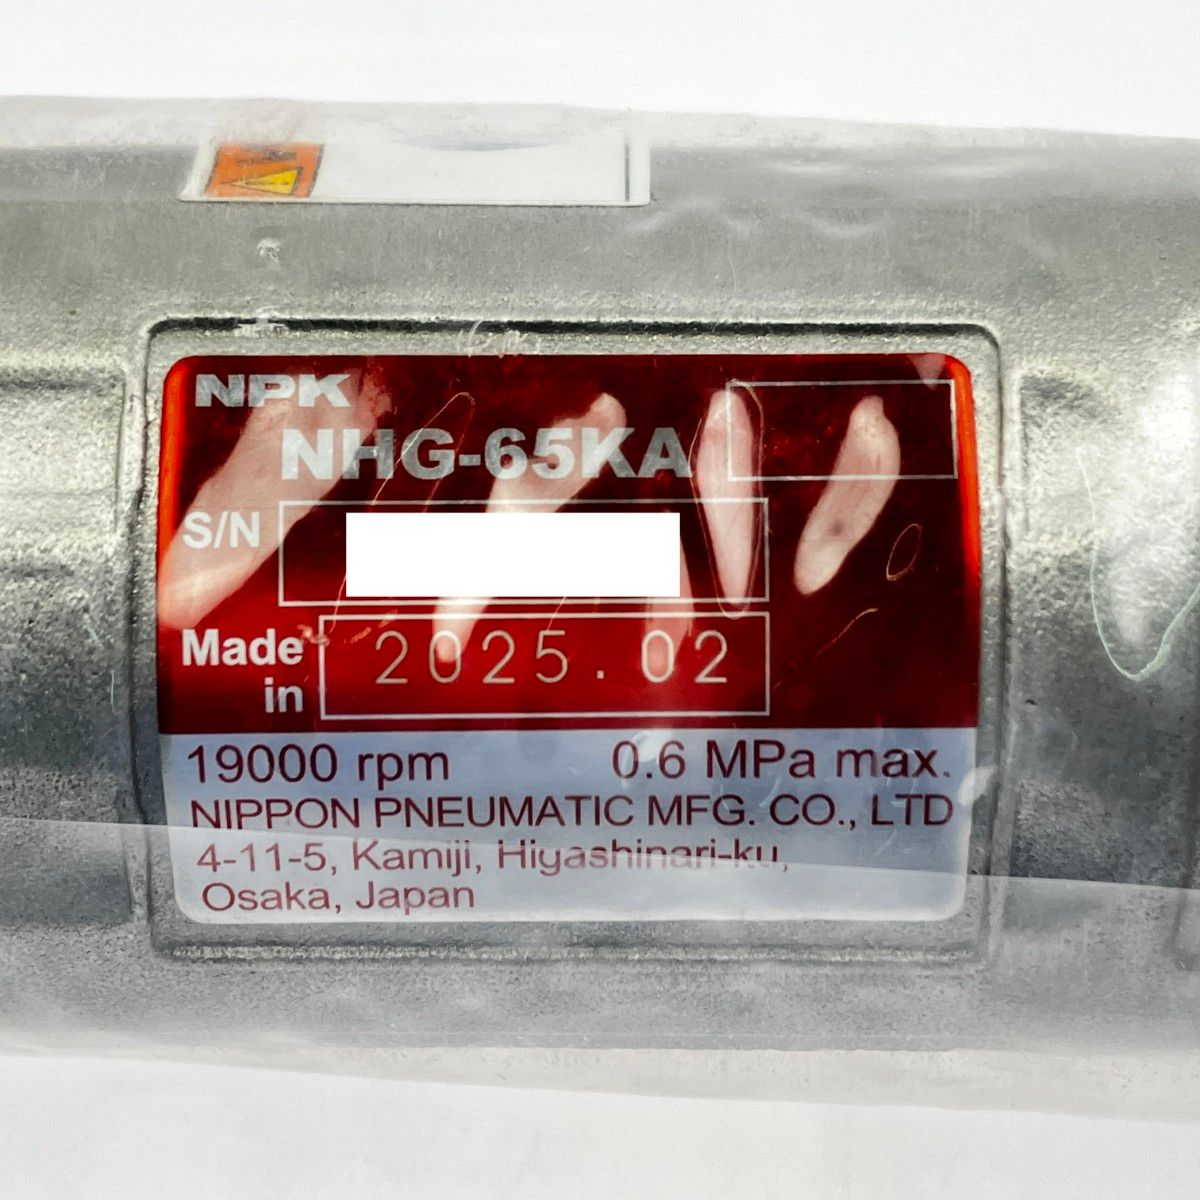 NPK
NHG-65KA
S/N
Made in 2025.02
19000 rpm 0.6 MPa max.
NIPPON PNEUMATIC MFG. CO., LTD
4-11-5, Kamiji, Higashinari-ku,
Osaka, Japan